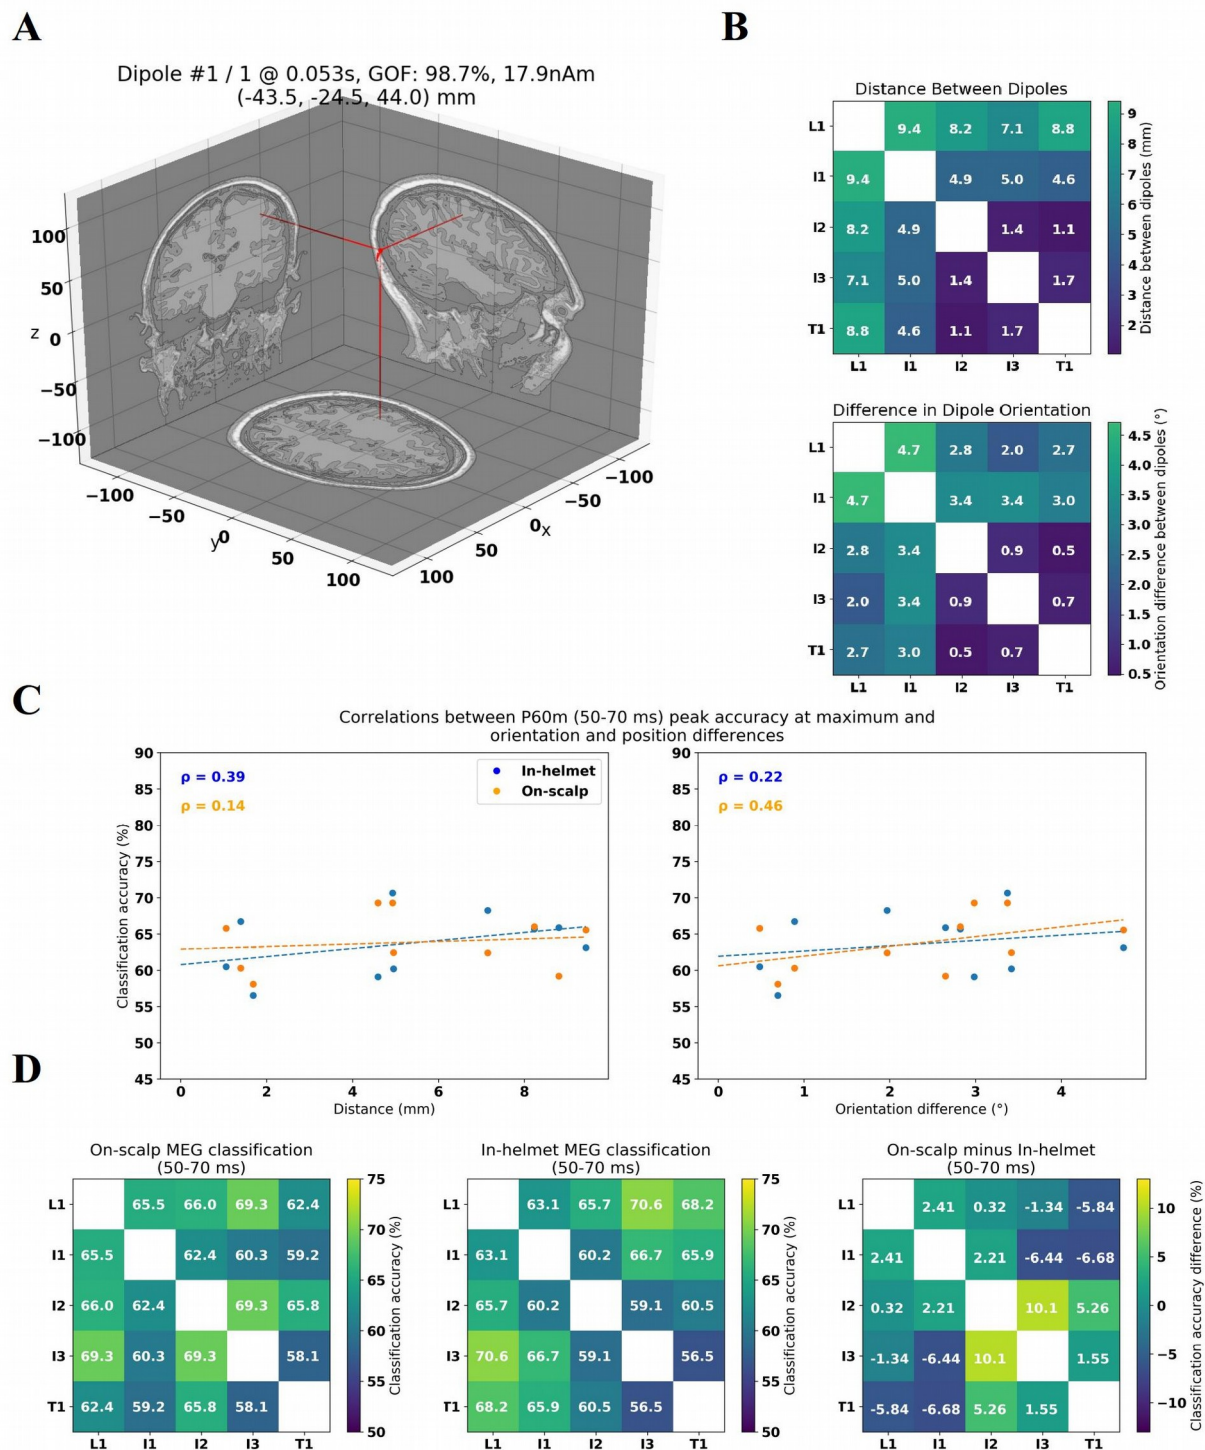 A
Dipole #1 / 1 @ 0.053s, GOF: 98.7%, 17.9nAm
(-43.5, -24.5, 44.0) mm
100
50
z 0
−50
−100
−100
−50
y0
50
100
−100
−50
0x
50
100
B
Distance Between Dipoles
L1 9.4 8.2 7.1 8.8
I1 9.4 4.9 5.0 4.6
I2 8.2 4.9 1.4 1.1
I3 7.1 5.0 1.4 1.7
T1 8.8 4.6 1.1 1.7
L1 I1 I2 I3 T1
9
8
7
6
5
4
3
2
Distance between dipoles (mm)
Difference in Dipole Orientation
L1 4.7 2.8 2.0 2.7
I1 4.7 3.4 3.4 3.0
I2 2.8 3.4 0.9 0.5
I3 2.0 3.4 0.9 0.7
T1 2.7 3.0 0.5 0.7
L1 I1 I2 I3 T1
4.5
4.0
3.5
3.0
2.5
2.0
1.5
1.0
0.5
Orientation difference between dipoles (°)
C
Correlations between P60m (50-70 ms) peak accuracy at maximum and
orientation and position differences
90
85
80
75
70
65
60
55
50
45
Classification accuracy (%)
ρ = 0.39
ρ = 0.14
In-helmet
On-scalp
0 2 4 6 8
Distance (mm)
90
85
80
75
70
65
60
55
50
45
ρ = 0.22
ρ = 0.46
0 1 2 3 4
Orientation difference (°)
D
On-scalp MEG classification
(50-70 ms)
L1 65.5 66.0 69.3 62.4
I1 65.5 62.4 60.3 59.2
I2 66.0 62.4 69.3 65.8
I3 69.3 60.3 69.3 58.1
T1 62.4 59.2 65.8 58.1
L1 I1 I2 I3 T1
75
70
65
60
55
50
Classification accuracy (%)
In-helmet MEG classification
(50-70 ms)
L1 63.1 65.7 70.6 68.2
I1 63.1 60.2 66.7 65.9
I2 65.7 60.2 59.1 60.5
I3 70.6 66.7 59.1 56.5
T1 68.2 65.9 60.5 56.5
L1 I1 I2 I3 T1
75
70
65
60
55
50
Classification accuracy (%)
On-scalp minus In-helmet
(50-70 ms)
L1 2.41 0.32 -1.34 -5.84
I1 2.41 2.21 -6.44 -6.68
I2 0.32 2.21 10.1 5.26
I3 -1.34 -6.44 10.1 1.55
T1 -5.84 -6.68 5.26 1.55
L1 I1 I2 I3 T1
10
5
0
−5
−10
Classification accuracy difference (%)